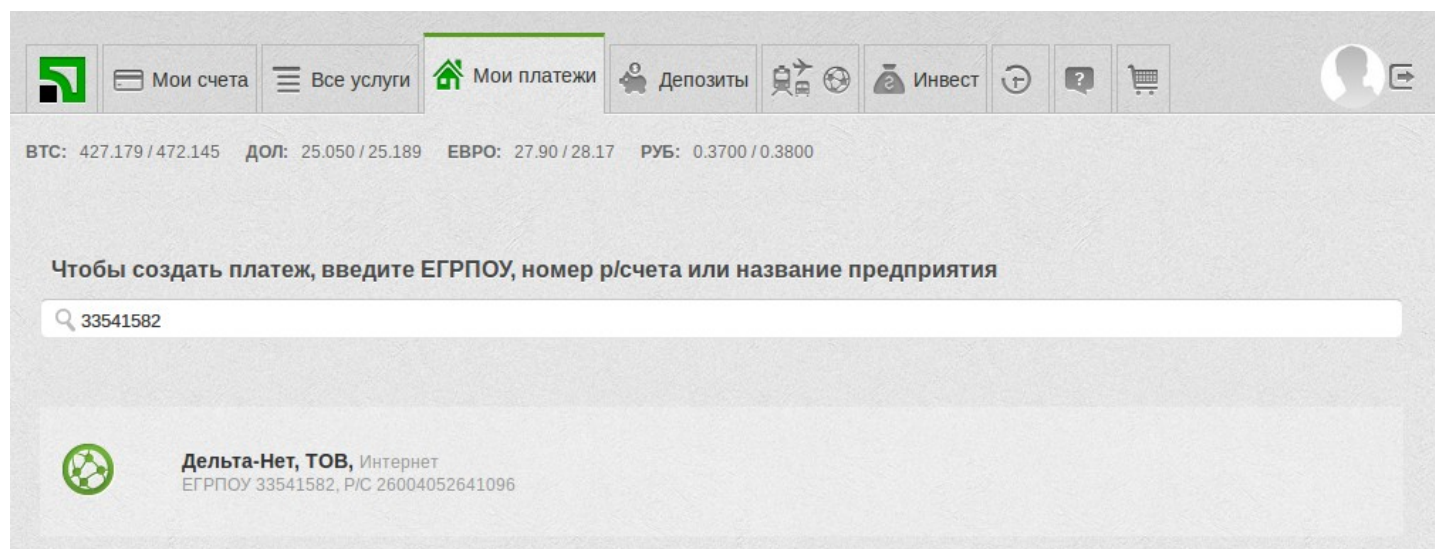 Мои счета Все услуги Мои платежи Депозиты Инвест
BTC: 427.179 / 472.145 ДОЛ: 25.050 / 25.189 ЕВРО: 27.90 / 28.17 РУБ: 0.3700 / 0.3800
Чтобы создать платеж, введите ЕГРПОУ, номер р/счета или название предприятия
33541582
Дельта-Нет, ТОВ, Интернет
ЕГРПОУ 33541582, Р/С 26004052641096